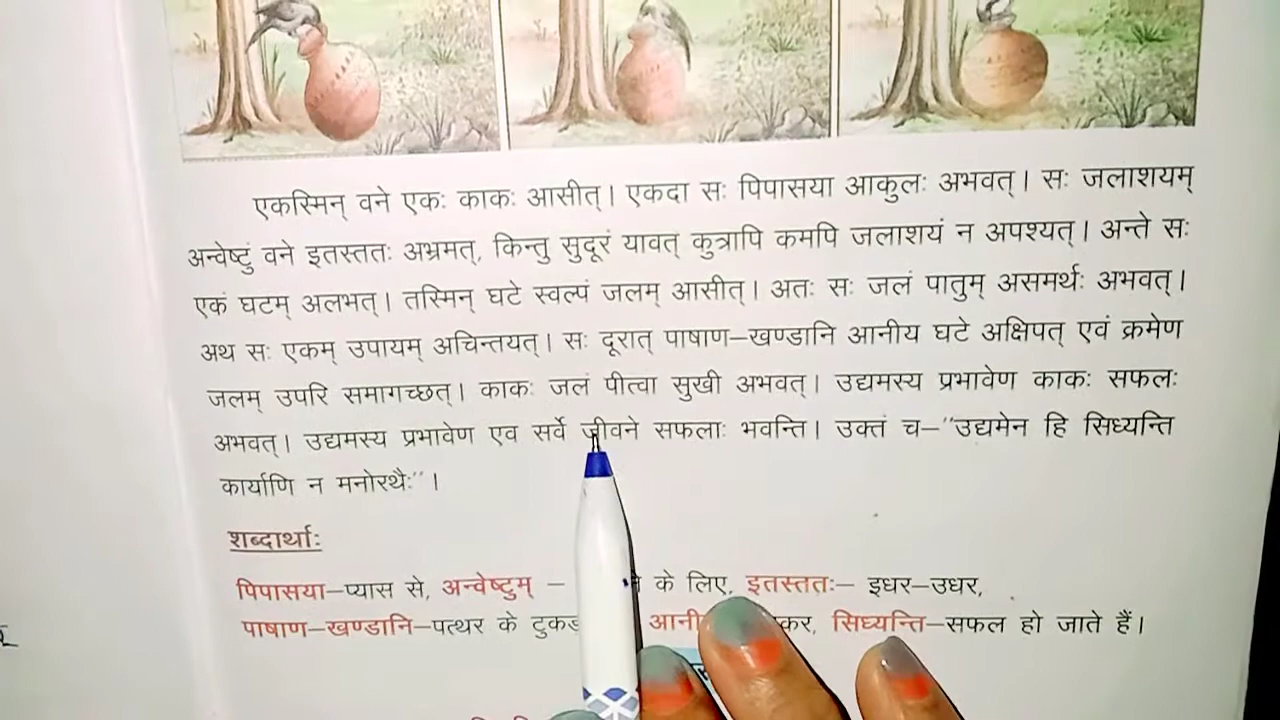 एकस्मिन् वने एकः काकः आसीत्। एकदा सः पिपासया आकुलः अभवत्। सः जलाशयम्
अन्वेष्टुं वने इतस्ततः अभ्रमत्, किन्तु सुदूरं यावत् कुत्रापि कमपि जलाशयं न अपश्यत्। अन्ते सः
एकं घटम् अलभत्। तस्मिन् घटे स्वल्पं जलम् आसीत्। अतः सः जलं पातुम् असमर्थः अभवत्।
अथ सः एकम् उपायम् अचिन्तयत्। सः दूरात् पाषाण–खण्डानि आनीय घटे अक्षिपत् एवं क्रमेण
जलम् उपरि समागच्छत्। काकः जलं पीत्वा सुखी अभवत्। उद्यमस्य प्रभावेण काकः सफलः
अभवत्। उद्यमस्य प्रभावेण एव सर्वे जीवने सफलाः भवन्ति। उक्तं च–"उद्यमेन हि सिध्यन्ति
कार्याणि न मनोरथैः"।
शब्दार्थाः
पिपासया–प्यास से, अन्वेष्टुम् – के लिए, इतस्ततः– इधर–उधर,
पाषाण–खण्डानि–पत्थर के सिध्यन्ति–सफल हो जाते हैं।